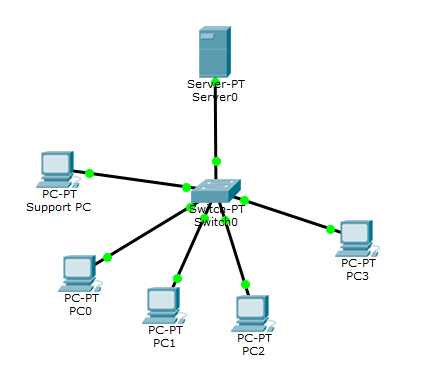 Server-PT
Server0
PC-PT
Support PC
Switch-PT
Switch0
PC-PT
PC3
PC-PT
PC0
PC-PT
PC1
PC-PT
PC2